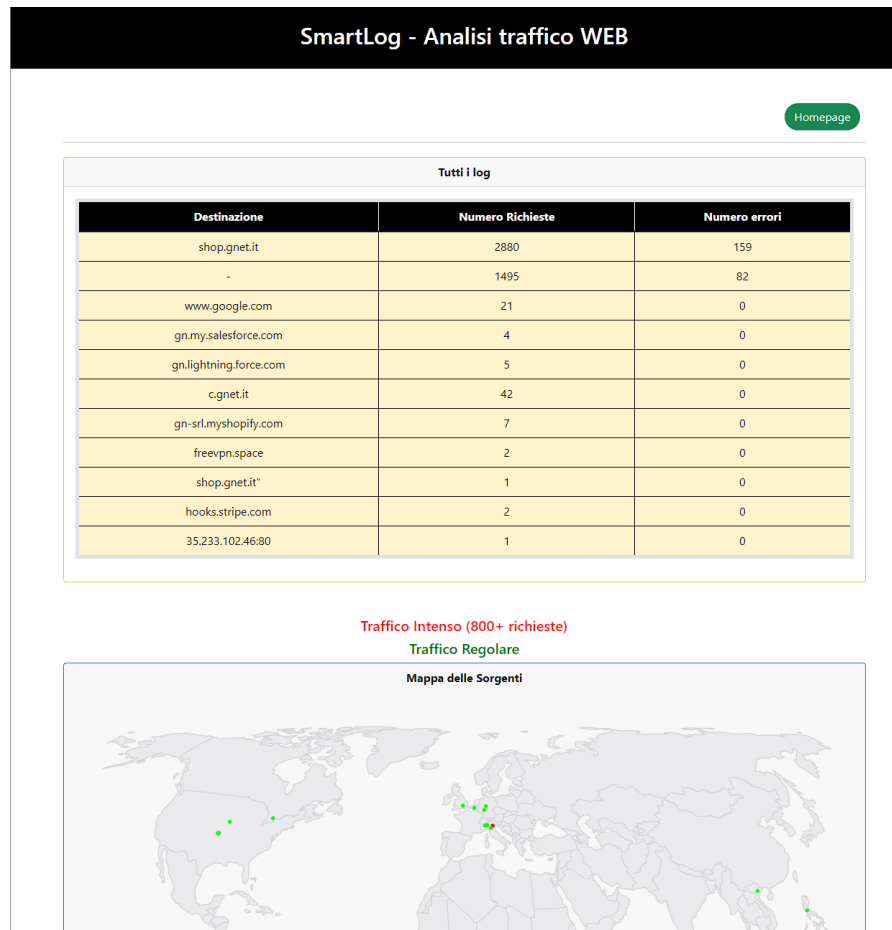 SmartLog - Analisi traffico WEB
Homepage
Tutti i log
Destinazione Numero Richieste Numero errori
shop.gnet.it 2880 159
- 1495 82
www.google.com 21 0
gn.my.salesforce.com 4 0
gn.lightning.force.com 5 0
c.gnet.it 42 0
gn-srl.myshopify.com 7 0
freevpn.space 2 0
shop.gnet.it" 1 0
hooks.stripe.com 2 0
35.233.102.46:80 1 0
Traffico Intenso (800+ richieste)
Traffico Regolare
Mappa delle Sorgenti